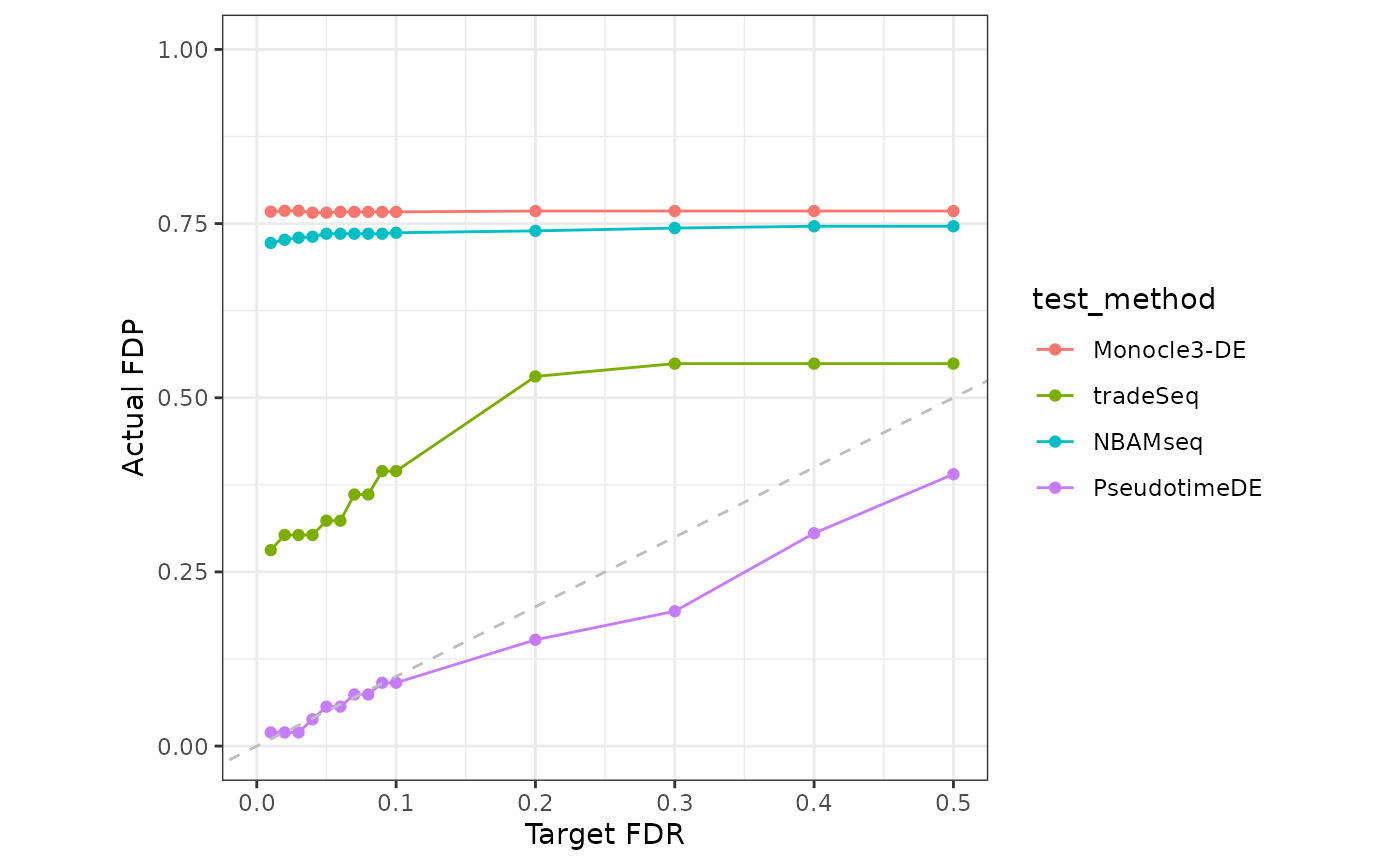 1.00
0.75
0.50
0.25
0.00
Actual FDP
0.0 0.1 0.2 0.3 0.4 0.5
Target FDR
test_method
Monocle3-DE
tradeSeq
NBAMseq
PseudotimeDE